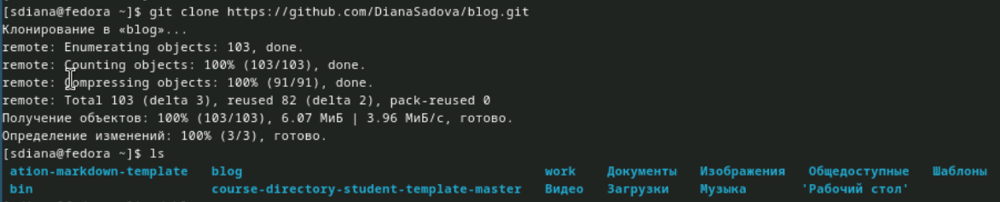 [sdiana@fedora ~]$ git clone https://github.com/DianaSadova/blog.git
Клонирование в «blog»...
remote: Enumerating objects: 103, done.
remote: Counting objects: 100% (103/103), done.
remote: Compressing objects: 100% (91/91), done.
remote: Total 103 (delta 3), reused 82 (delta 2), pack-reused 0
Получение объектов: 100% (103/103), 6.07 МиБ | 3.96 МиБ/с, готово.
Определение изменений: 100% (3/3), готово.
[sdiana@fedora ~]$ ls
ation-markdown-template blog work Документы Изображения Общедоступные Шаблоны
bin course-directory-student-template-master Видео Загрузки Музыка 'Рабочий стол'